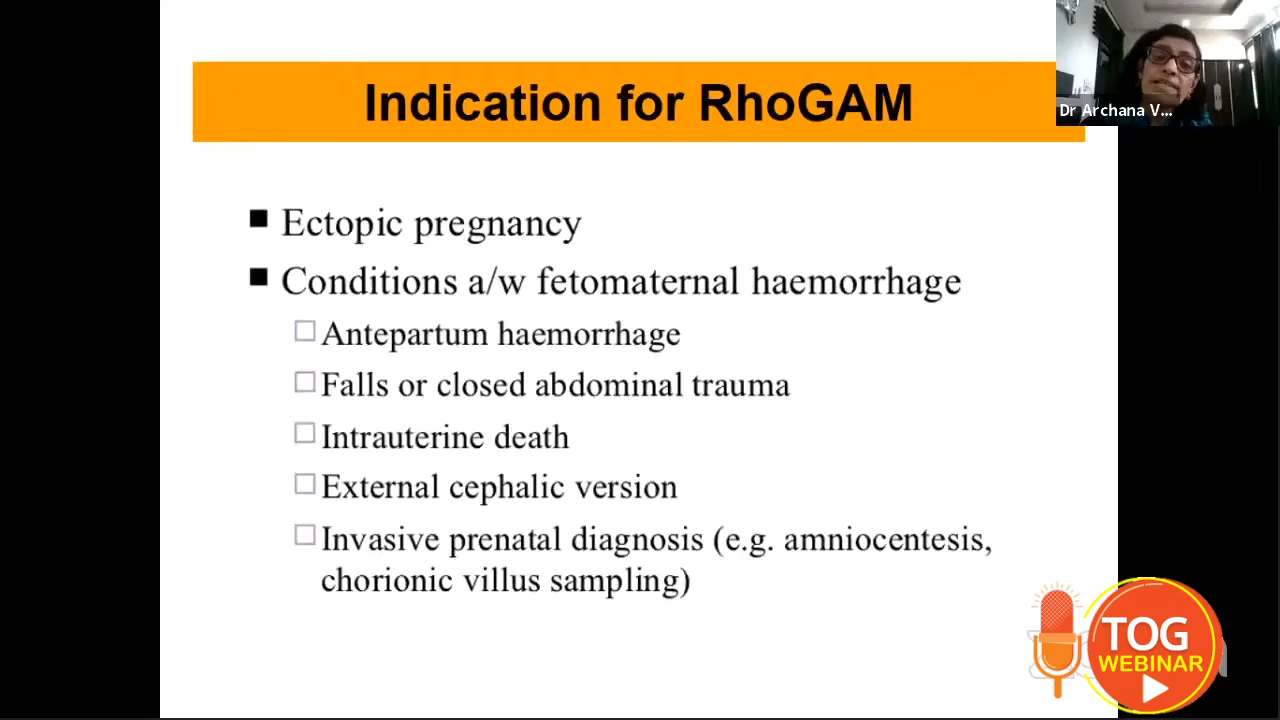 Indication for RhoGAM
Dr Archana V...
Ectopic pregnancy
Conditions a/w fetomaternal haemorrhage
Antepartum haemorrhage
Falls or closed abdominal trauma
Intrauterine death
External cephalic version
Invasive prenatal diagnosis (e.g. amniocentesis,
chorionic villus sampling)
TOG
WEBINAR